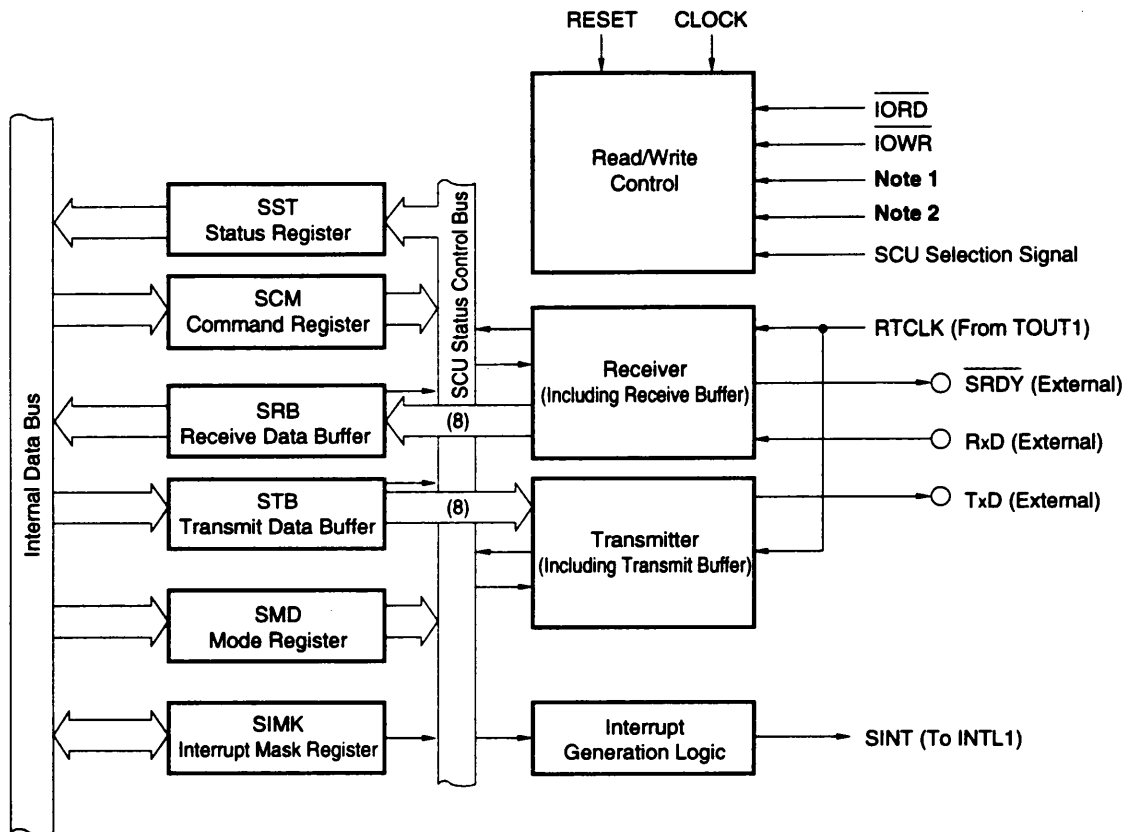 RESET CLOCK
IORD
IOWR
Read/Write
Control
Note 1
Note 2
SCU Selection Signal
Internal Data Bus
SST
Status Register
SCU Status Control Bus
SCM
Command Register
RTCLK (From TOUT1)
Receiver
(Including Receive Buffer)
SRDY (External)
SRB
Receive Data Buffer
(8)
RxD (External)
STB
Transmit Data Buffer
(8)
TxD (External)
Transmitter
(Including Transmit Buffer)
SMD
Mode Register
SIMK
Interrupt Mask Register
Interrupt
Generation Logic
SINT (To INTL1)